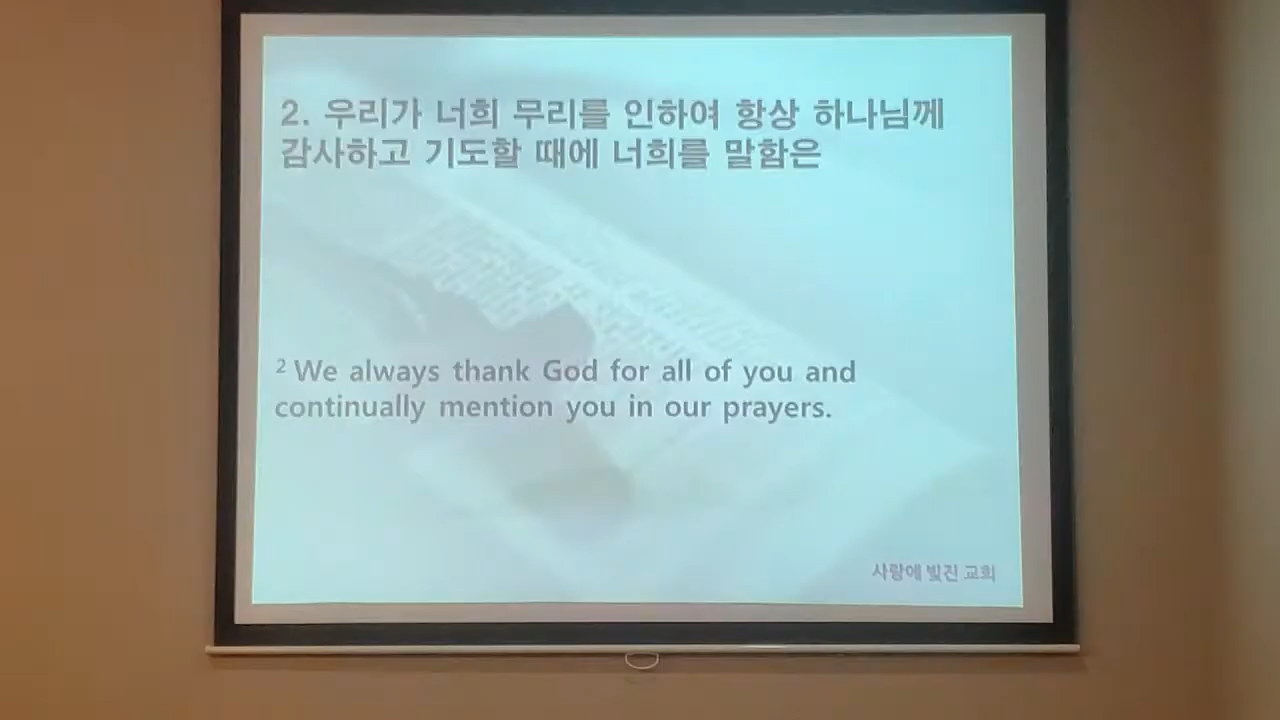 2. 우리가 너희 무리를 인하여 항상 하나님께
감사하고 기도할 때에 너희를 말함은
² We always thank God for all of you and
continually mention you in our prayers.
사랑에 빚진 교회